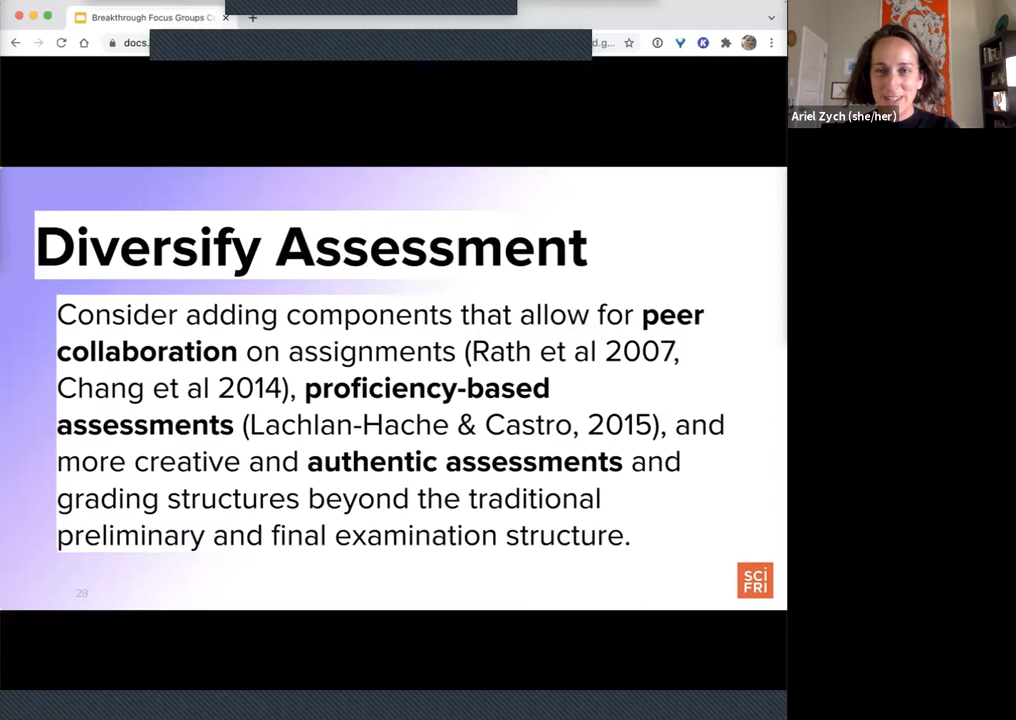 Breakthrough Focus Groups C
docs.
d.g...
Ariel Zych (she/her)
Diversify Assessment
Consider adding components that allow for peer
collaboration on assignments (Rath et al 2007,
Chang et al 2014), proficiency-based
assessments (Lachlan-Hache & Castro, 2015), and
more creative and authentic assessments and
grading structures beyond the traditional
preliminary and final examination structure.
29
SCI
FRI